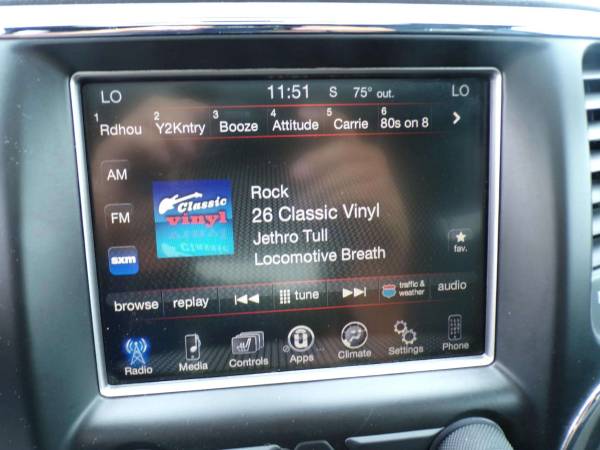 LO 11:51 S 75° out. LO
1 Rdhou 2 Y2Kntry 3 Booze 4 Attitude 5 Carrie 6 80s on 8
AM
FM
sxm
Classic
vinyl
Rock
26 Classic Vinyl
Jethro Tull
Locomotive Breath
fav.
browse replay tune traffic & weather audio
Radio Media Controls Apps Climate Settings Phone